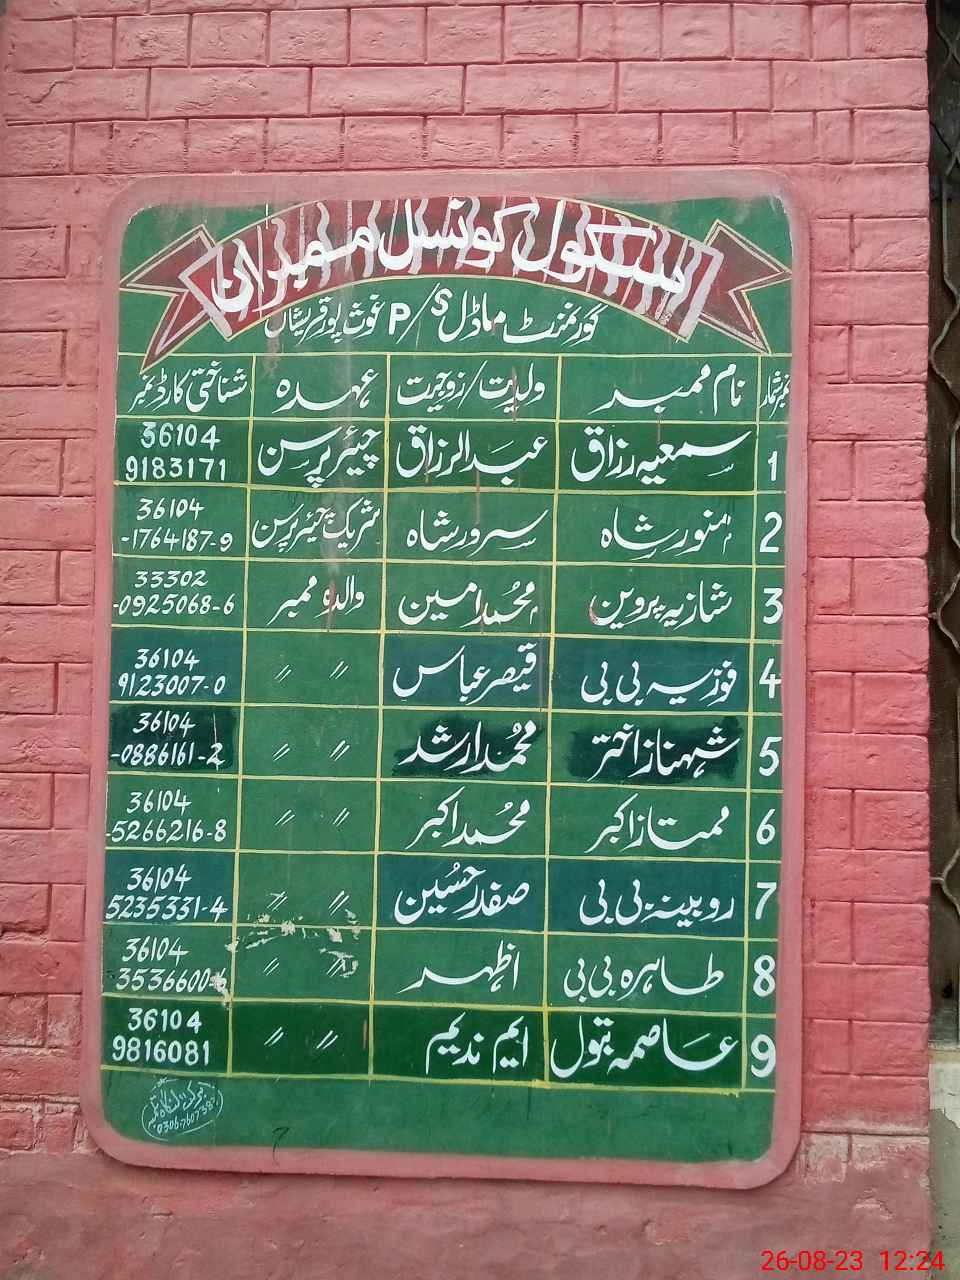 سکول کونسل ممبران
گورنمنٹ ماڈل P/S غوث پور قریشاں
نمبر شمار نام ممبر ولدیت/زوجیت عہدہ شناختی کارڈ نمبر
1 سمعیہ رزاق عبدالرزاق چیئرپرسن 36104 9183171
2 منور شاہ سرور شاہ شریک چیئرپرسن 36104 -1764187-9
3 شازیہ پروین محمد امین والدہ ممبر 33302 -0925068-6
4 فوزیہ بی بی قیصر عباس // // 36104 9123007-0
5 شہناز اختر محمد ارشد // // 36104 -0886161-2
6 ممتاز اکبر محمد اکبر // // 36104 -5266216-8
7 روبینہ بی بی صفدر حسین // // 36104 5235331-4
8 طاہرہ بی بی اظہر // // 36104 3536600-6
9 عاصمہ بتول ایم ندیم // // 36104 9816081
26-08-23 12:24